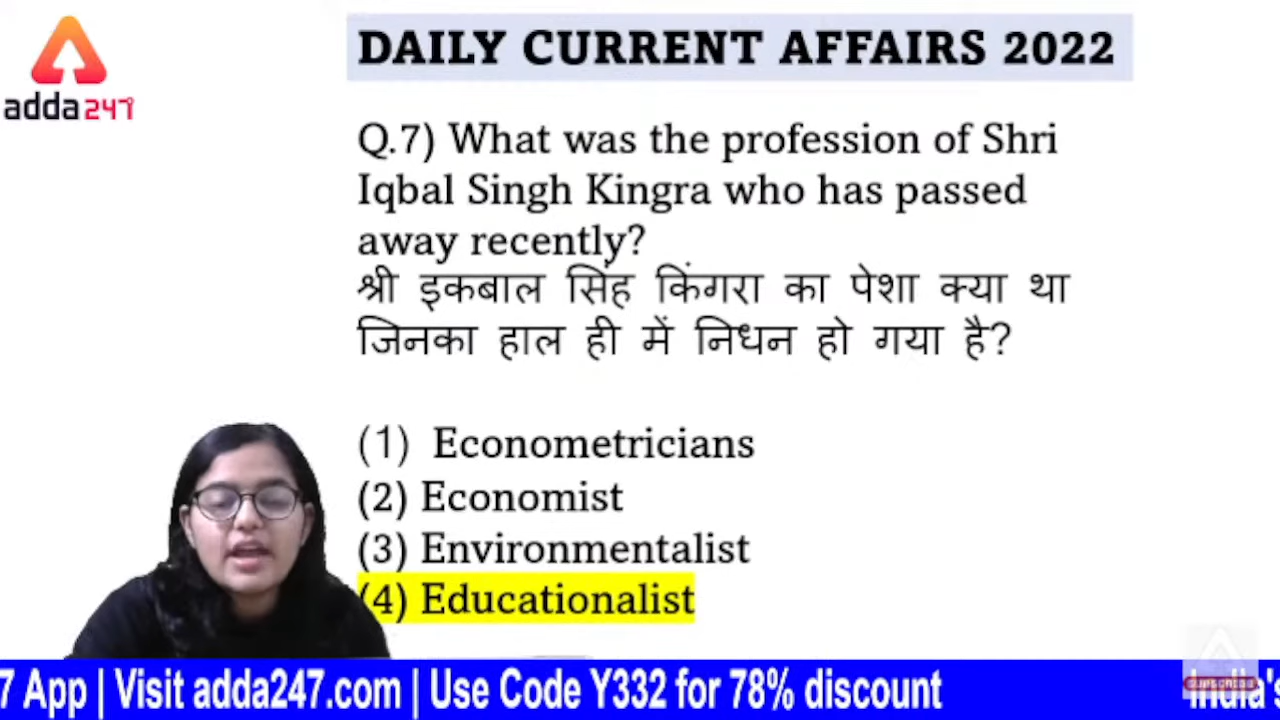 DAILY CURRENT AFFAIRS 2022
adda247
Q.7) What was the profession of Shri
Iqbal Singh Kingra who has passed
away recently?
श्री इकबाल सिंह किंगरा का पेशा क्या था
जिनका हाल ही में निधन हो गया है?
(1) Econometricians
(2) Economist
(3) Environmentalist
(4) Educationalist
SUBSCRIBE
7 App | Visit adda247.com | Use Code Y332 for 78% discount India's